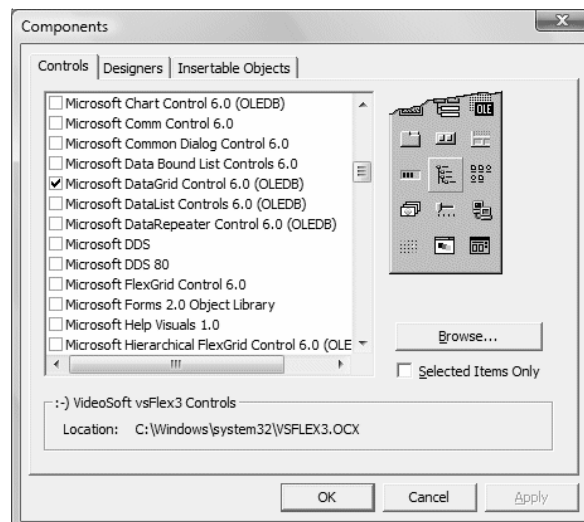 Components
Controls Designers Insertable Objects
Microsoft Chart Control 6.0 (OLEDB)
Microsoft Comm Control 6.0
Microsoft Common Dialog Control 6.0
Microsoft Data Bound List Controls 6.0
Microsoft DataGrid Control 6.0 (OLEDB)
Microsoft DataList Controls 6.0 (OLEDB)
Microsoft DataRepeater Control 6.0 (OLEDB)
Microsoft DDS
Microsoft DDS 80
Microsoft FlexGrid Control 6.0
Microsoft Forms 2.0 Object Library
Microsoft Help Visuals 1.0
Microsoft Hierarchical FlexGrid Control 6.0 (OLE
OLE
Browse...
Selected Items Only
:-) VideoSoft vsFlex3 Controls
Location: C:\Windows\system32\VSFLEX3.OCX
OK Cancel Apply